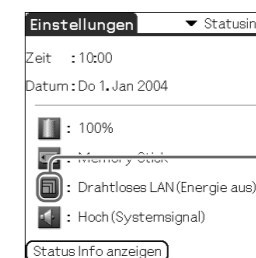 Einstellungen ▼ Statusin
Zeit : 10:00
Datum : Do 1. Jan 2004
: 100%
: Memory Stick
: Drahtloses LAN (Energie aus)
: Hoch (Systemsignal)
Status Info anzeigen